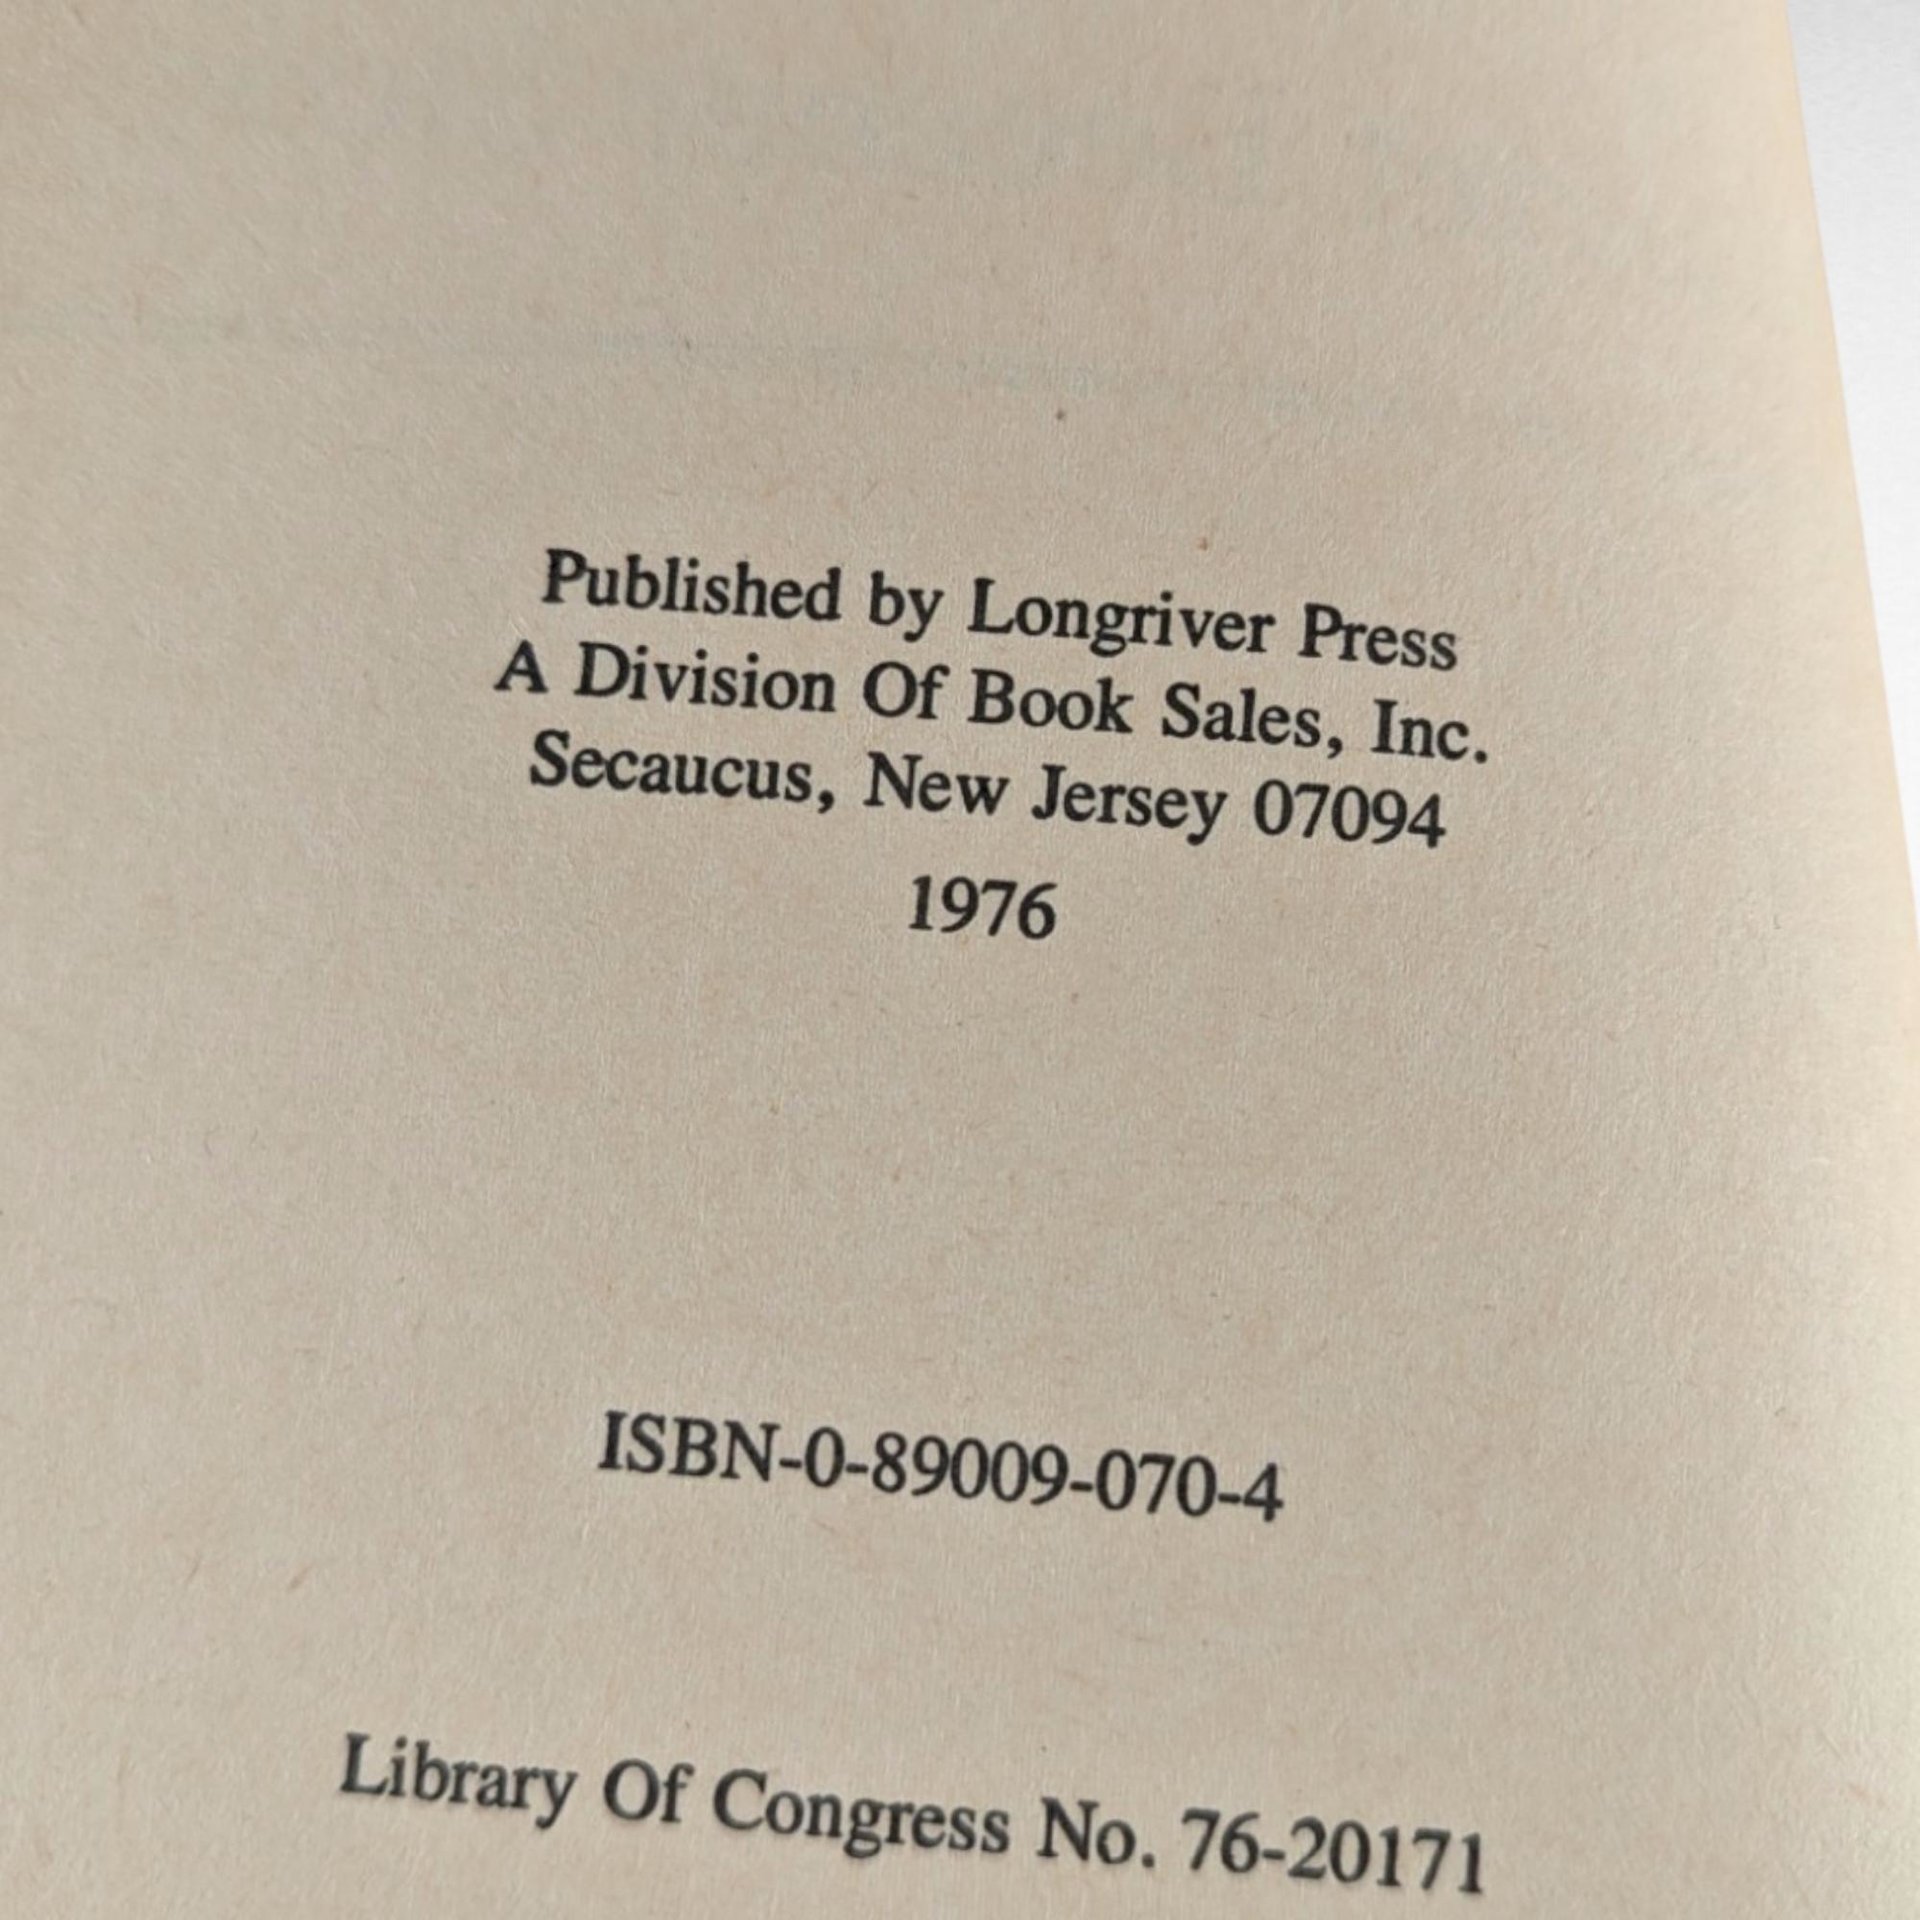 Published by Longriver Press
A Division Of Book Sales, Inc.
Secaucus, New Jersey 07094
1976
ISBN-0-89009-070-4
Library Of Congress No. 76-20171